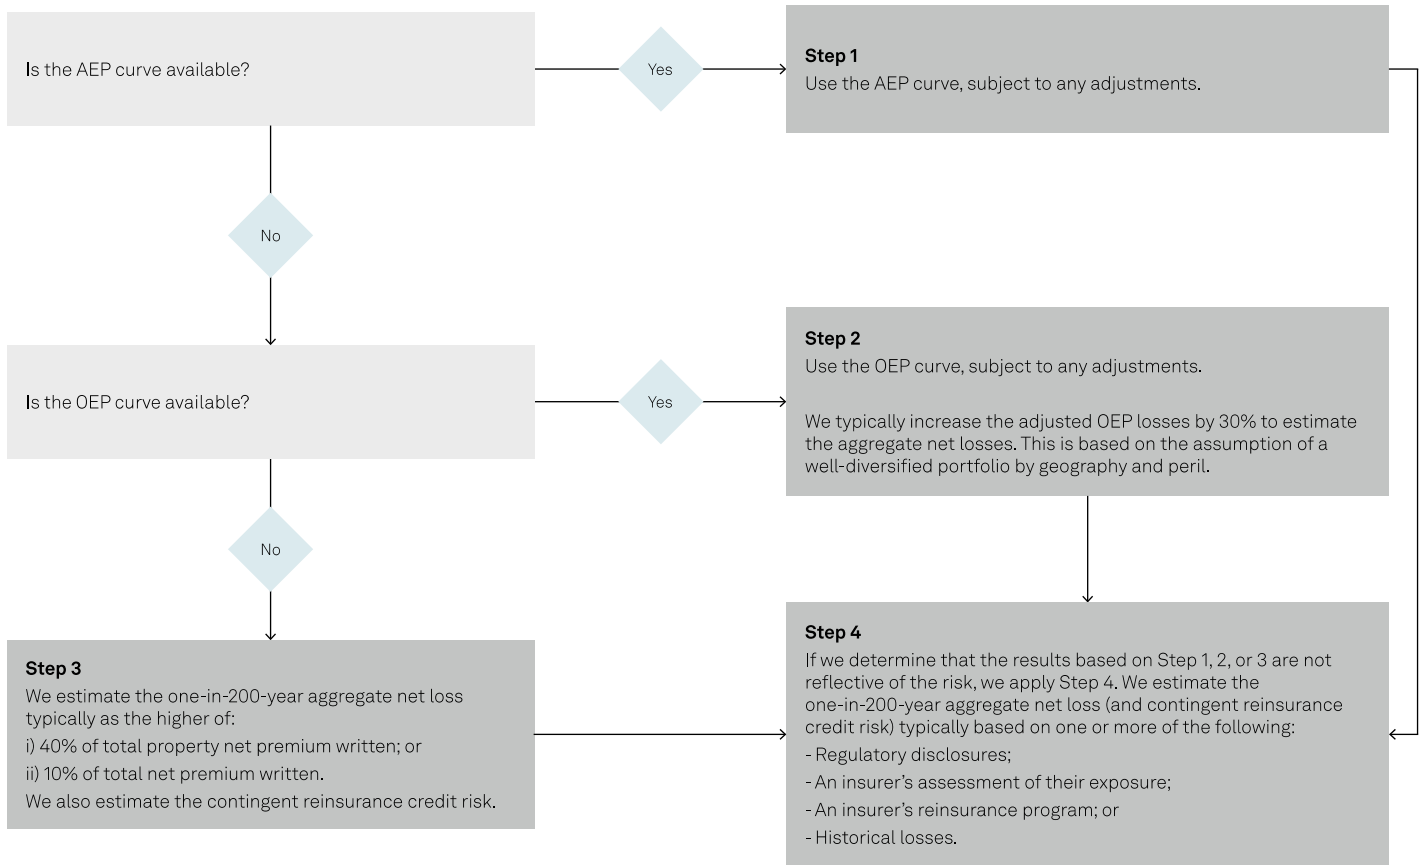 Is the AEP curve available?
Yes
Step 1
Use the AEP curve, subject to any adjustments.
No
Is the OEP curve available?
Yes
Step 2
Use the OEP curve, subject to any adjustments.
We typically increase the adjusted OEP losses by 30% to estimate
the aggregate net losses. This is based on the assumption of a
well-diversified portfolio by geography and peril.
No
Step 3
We estimate the one-in-200-year aggregate net loss
typically as the higher of:
i) 40% of total property net premium written; or
ii) 10% of total net premium written.
We also estimate the contingent reinsurance credit risk.
Step 4
If we determine that the results based on Step 1, 2, or 3 are not
reflective of the risk, we apply Step 4. We estimate the
one-in-200-year aggregate net loss (and contingent reinsurance
credit risk) typically based on one or more of the following:
- Regulatory disclosures;
- An insurer's assessment of their exposure;
- An insurer's reinsurance program; or
- Historical losses.